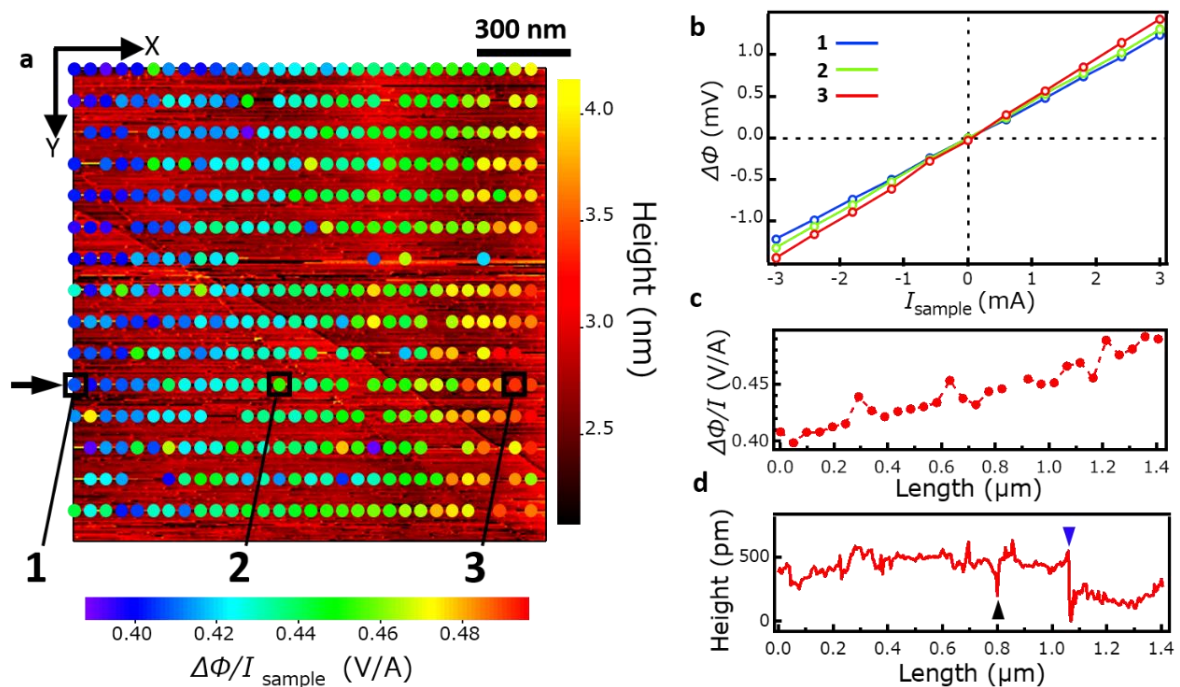 a
X
Y
300 nm
4.0
3.5
3.0
2.5
Height (nm)
1
2
3
0.40
0.42
0.44
0.46
0.48
ΔΦ/I sample (V/A)
b
1
2
3
1.0
0.5
0.0
-0.5
-1.0
ΔΦ (mV)
-3 -2 -1 0 1 2 3
I sample (mA)
c
ΔΦ/I (V/A)
0.45
0.40
0.0 0.2 0.4 0.6 0.8 1.0 1.2 1.4
Length (µm)
d
Height (pm)
500
0
0.0 0.2 0.4 0.6 0.8 1.0 1.2 1.4
Length (µm)